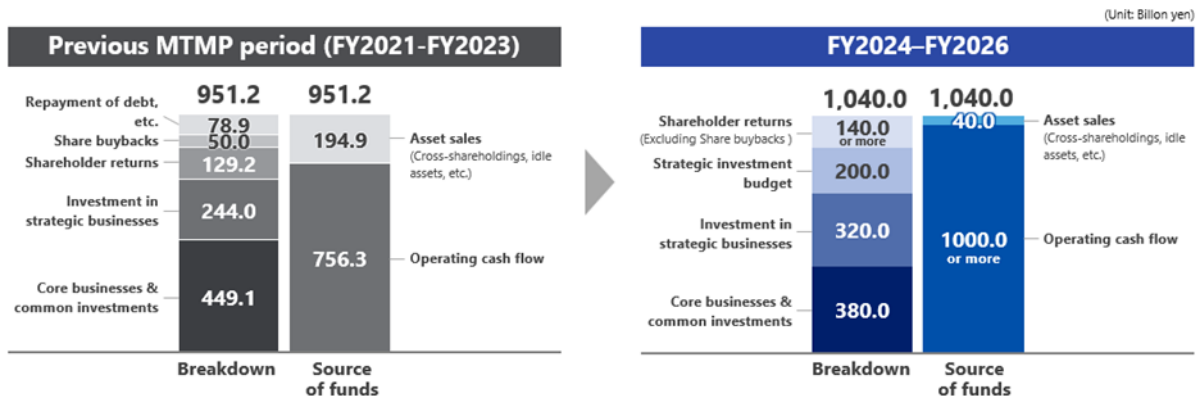 (Unit: Billon yen)
Previous MTMP period (FY2021-FY2023)
951.2
951.2
Repayment of debt,
etc.
78.9
Share buybacks
50.0
Shareholder returns
129.2
Investment in
strategic businesses
244.0
Core businesses &
common investments
449.1
194.9
Asset sales
(Cross-shareholdings, idle
assets, etc.)
756.3
Operating cash flow
Breakdown
Source
of funds
FY2024–FY2026
1,040.0
1,040.0
Shareholder returns
(Excluding Share buybacks )
140.0
or more
Strategic investment
budget
200.0
Investment in
strategic businesses
320.0
Core businesses &
common investments
380.0
40.0
Asset sales
(Cross-shareholdings, idle
assets, etc.)
1000.0
or more
Operating cash flow
Breakdown
Source
of funds